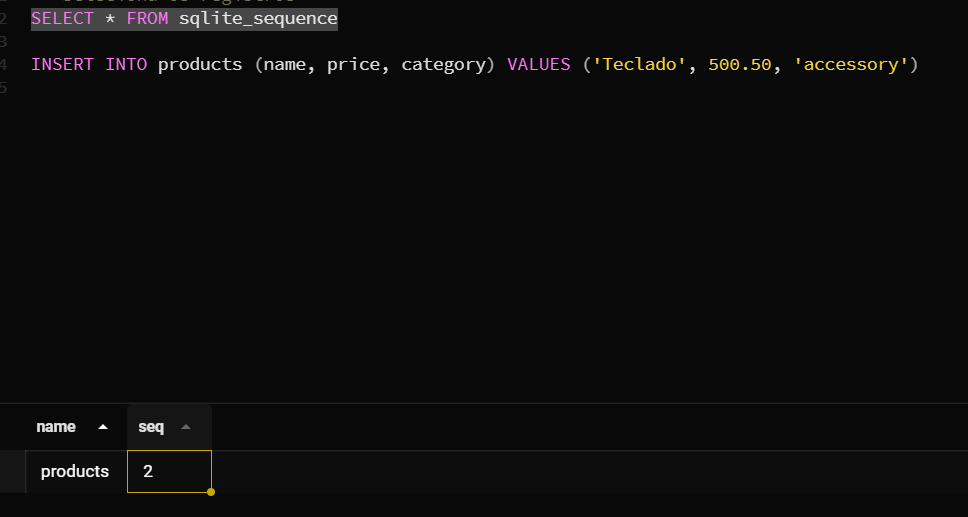 2 SELECT * FROM sqlite_sequence
3
4 INSERT INTO products (name, price, category) VALUES ('Teclado', 500.50, 'accessory')
5
name seq
products 2